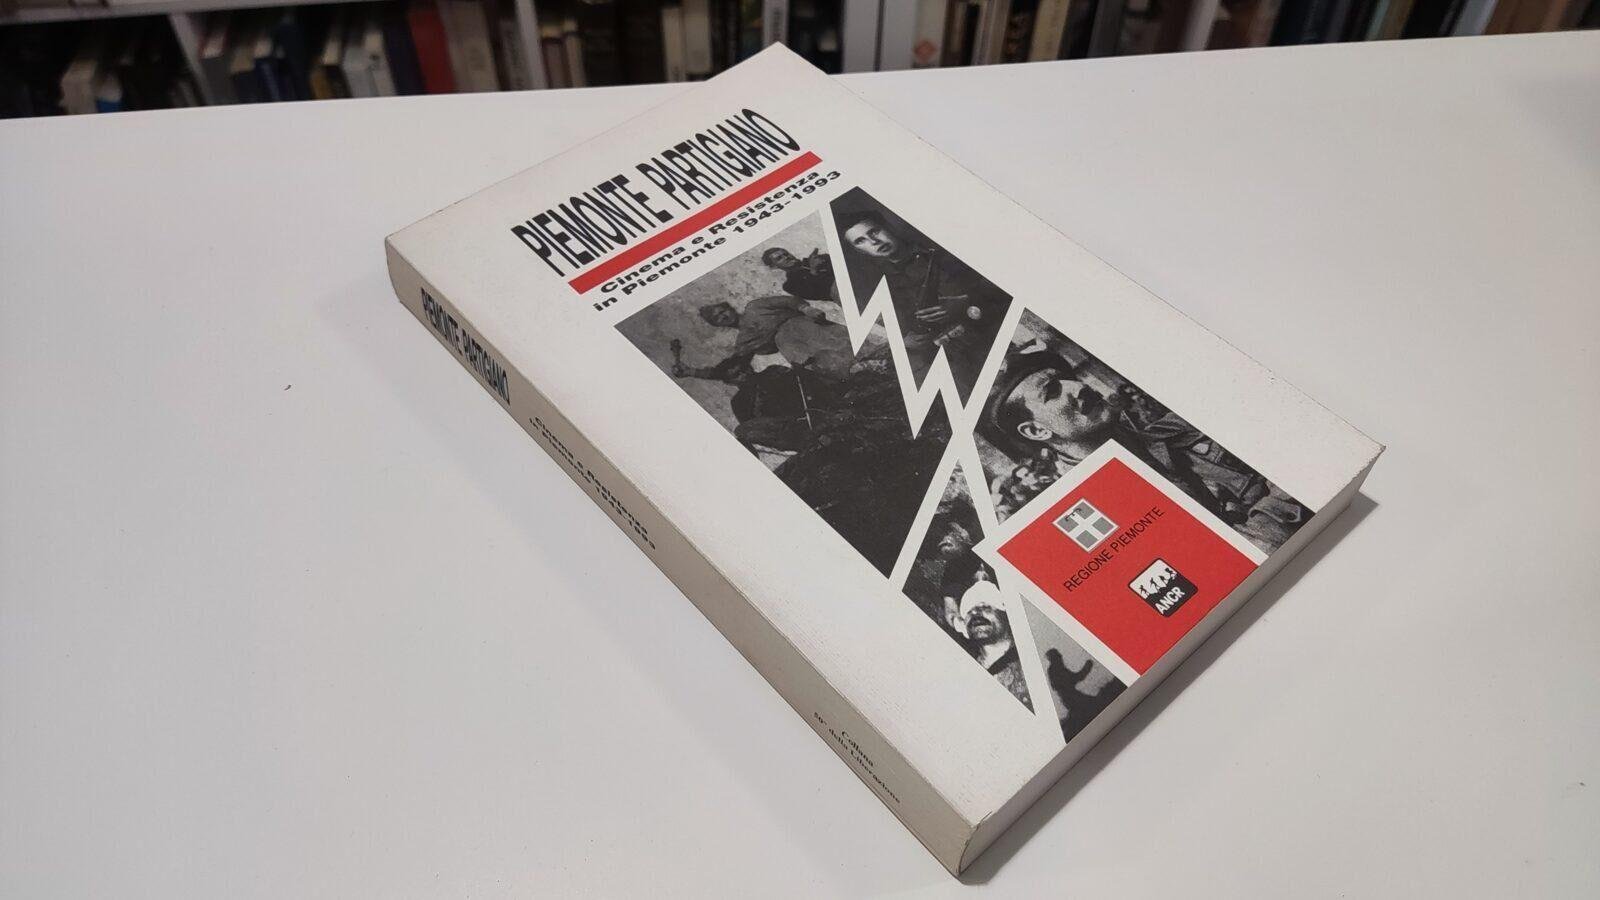 PIEMONTE PARTIGIANO
Cinema e Resistenza
in Piemonte 1943-1993
REGIONE PIEMONTE
ANCR
PIEMONTE PARTIGIANO
Cinema e Resistenza
in Piemonte 1943-1993
Collana
50° della Liberazione